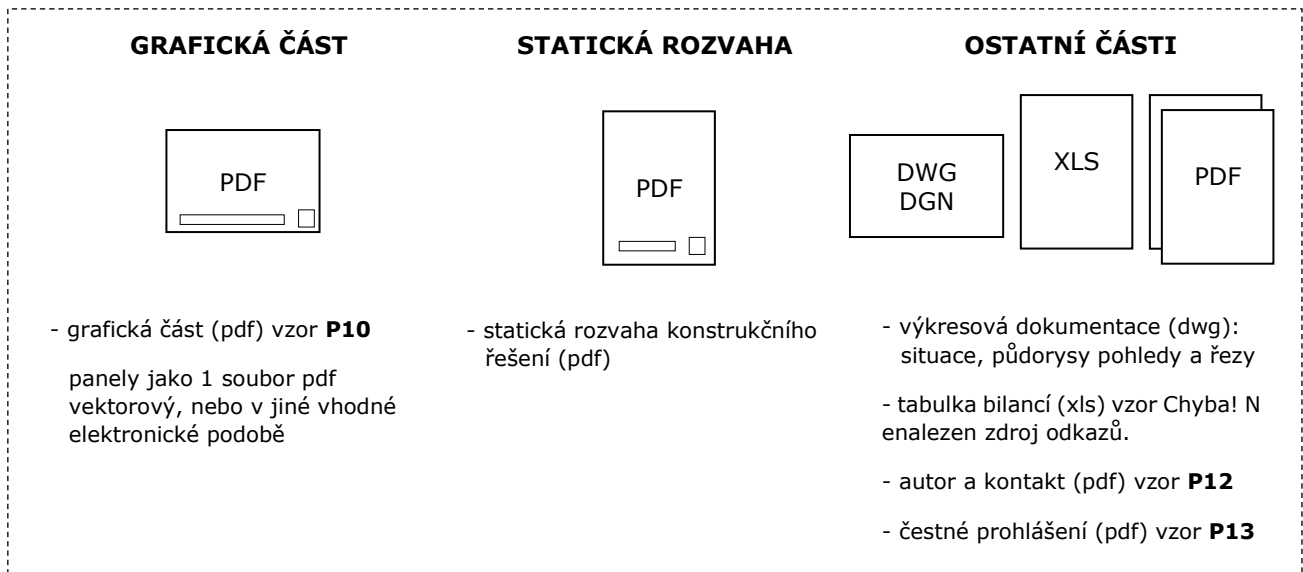 GRAFICKÁ ČÁST
PDF
- grafická část (pdf) vzor P10
panely jako 1 soubor pdf
vektorový, nebo v jiné vhodné
elektronické podobě
STATICKÁ ROZVAHA
PDF
- statická rozvaha konstrukčního
řešení (pdf)
OSTATNÍ ČÁSTI
DWG
DGN
XLS
PDF
- výkresová dokumentace (dwg):
situace, půdorysy pohledy a řezy
- tabulka bilancí (xls) vzor Chyba! N
enalezen zdroj odkazů.
- autor a kontakt (pdf) vzor P12
- čestné prohlášení (pdf) vzor P13